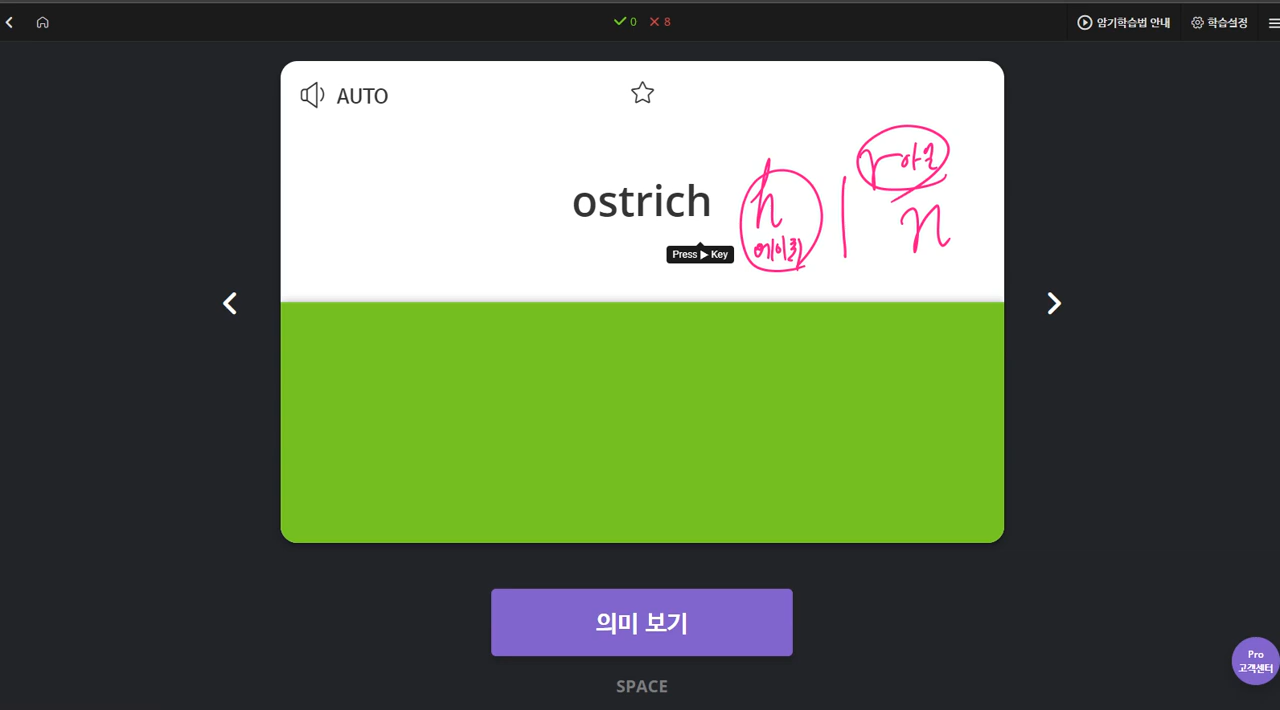 0 8 암기학습법 안내 학습설정
AUTO
ostrich
h
에이취
r 아르
n
Press ▶ Key
의미 보기
SPACE
Pro
고객센터